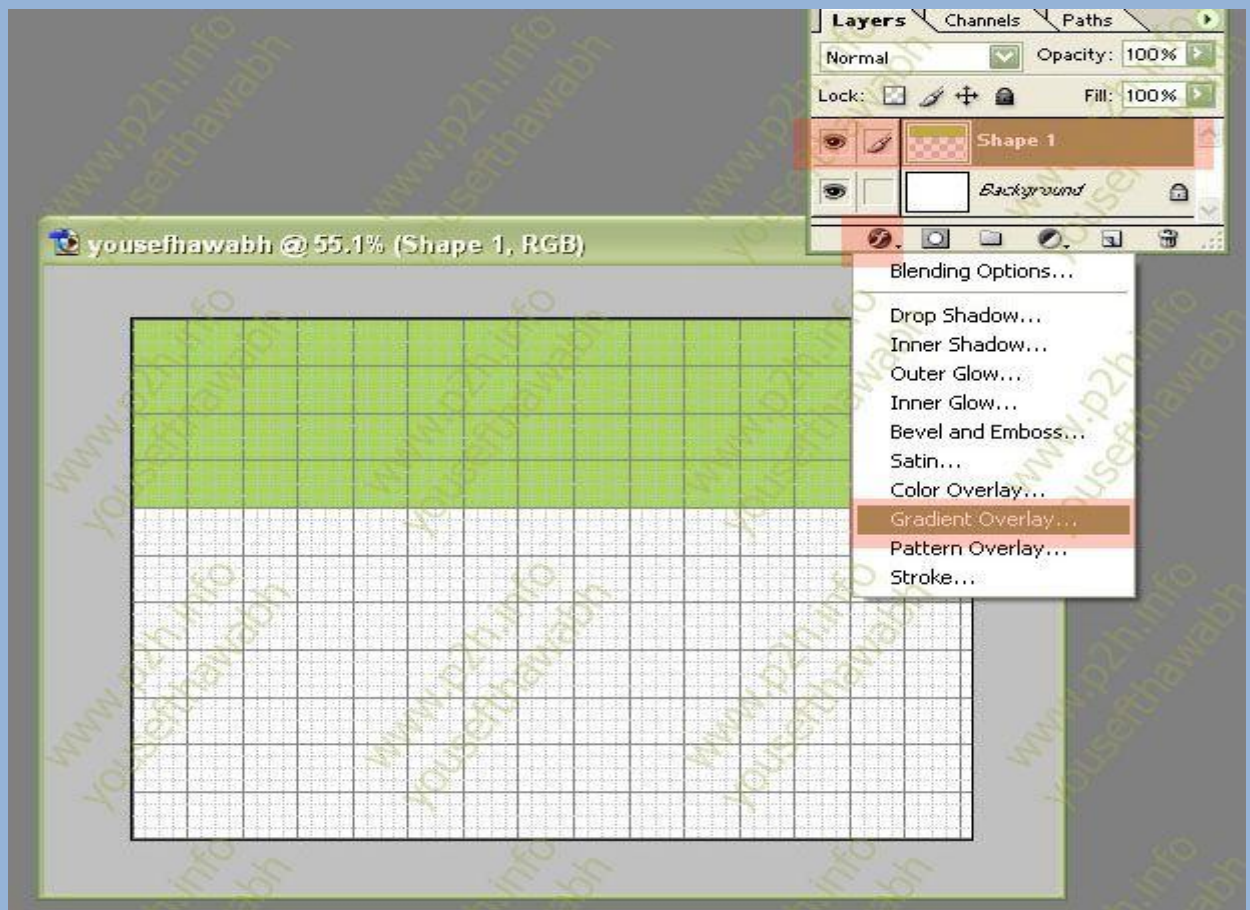 Layers Channels Paths
Normal Opacity: 100%
Lock: Fill: 100%
Shape 1
Background
yousefhawabh @ 55.1% (Shape 1, RGB)
Blending Options...
Drop Shadow...
Inner Shadow...
Outer Glow...
Inner Glow...
Bevel and Emboss...
Satin...
Color Overlay...
Gradient Overlay...
Pattern Overlay...
Stroke...
www.p2h.info
yousefthawabh